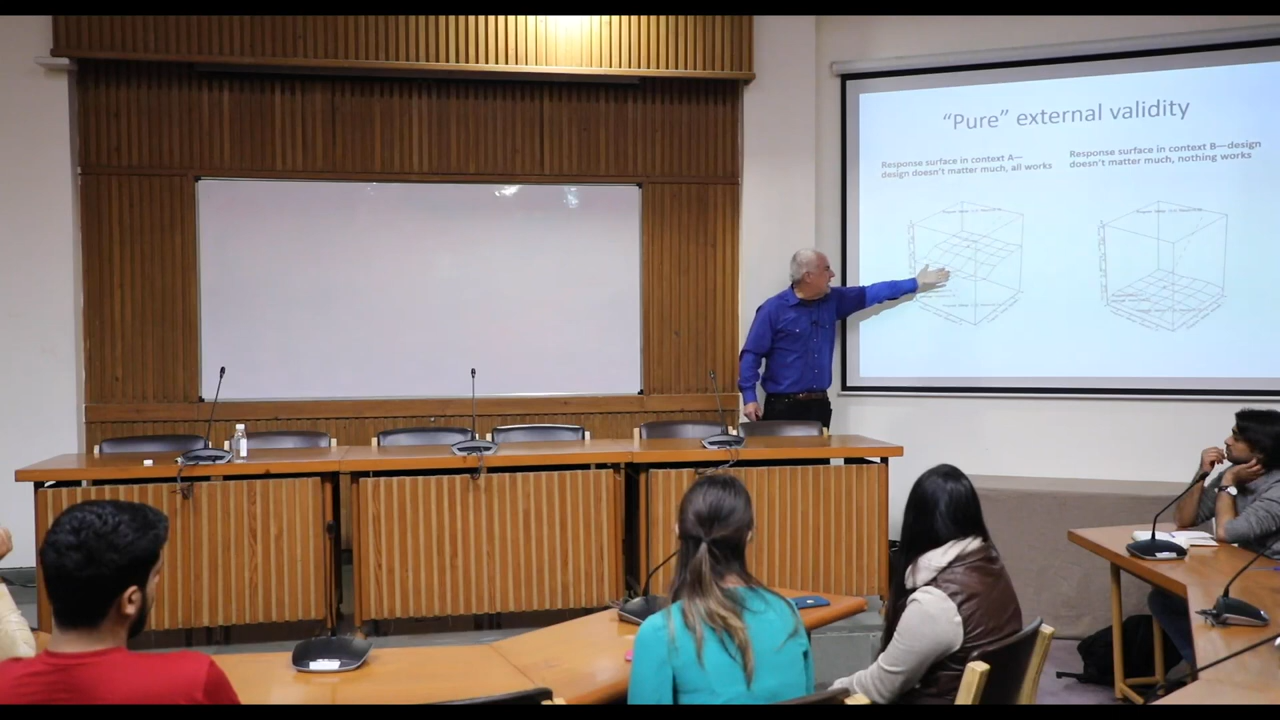 “Pure” external validity
Response surface in context A—
design doesn’t matter much, all works
Response surface in context B—design
doesn’t matter much, nothing works